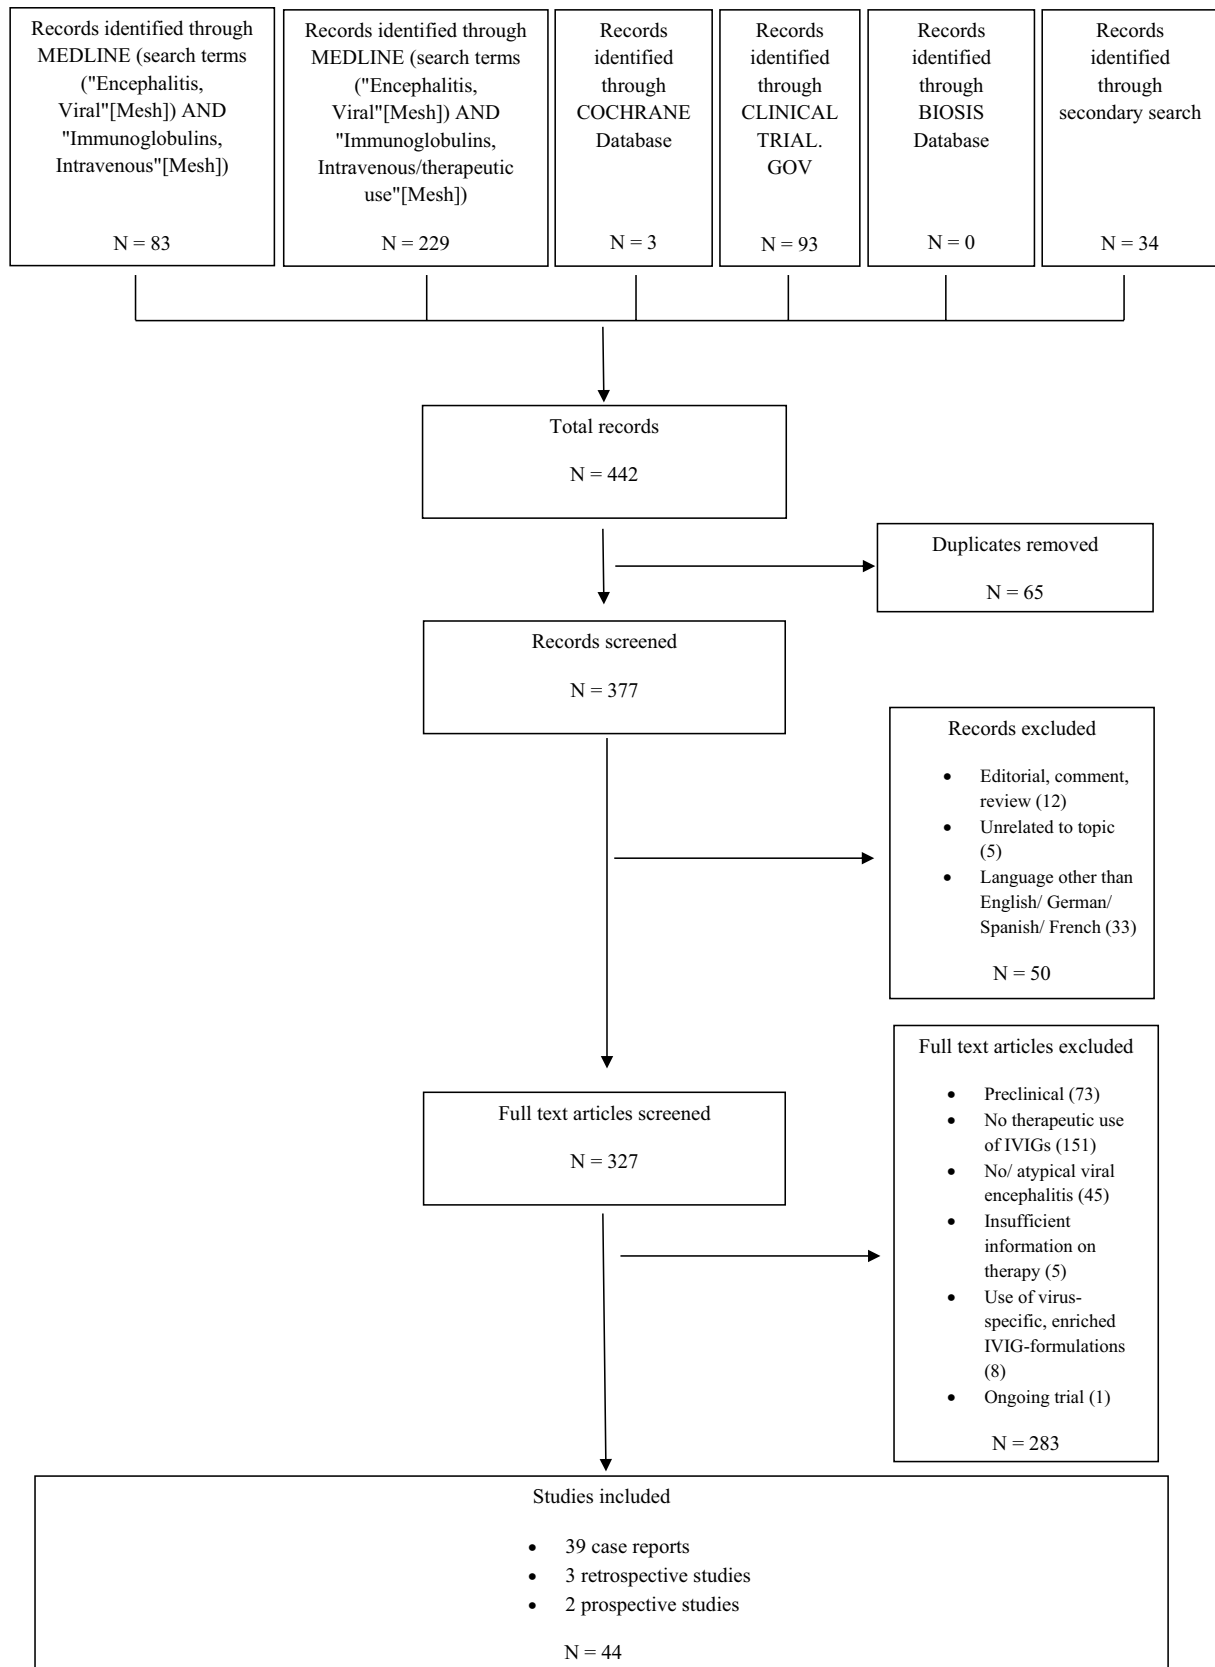 Records identified through
MEDLINE (search terms
("Encephalitis,
Viral"[Mesh]) AND
"Immunoglobulins,
Intravenous"[Mesh])
N = 83
Records identified through
MEDLINE (search terms
("Encephalitis,
Viral"[Mesh]) AND
"Immunoglobulins,
Intravenous/therapeutic
use"[Mesh])
N = 229
Records
identified
through
COCHRANE
Database
N = 3
Records
identified
through
CLINICAL
TRIAL.
GOV
N = 93
Records
identified
through
BIOSIS
Database
N = 0
Records
identified
through
secondary search
N = 34
Total records
N = 442
Duplicates removed
N = 65
Records screened
N = 377
Records excluded
• Editorial, comment,
review (12)
• Unrelated to topic
(5)
• Language other than
English/ German/
Spanish/ French (33)
N = 50
Full text articles screened
N = 327
Full text articles excluded
• Preclinical (73)
• No therapeutic use
of IVIGs (151)
• No/ atypical viral
encephalitis (45)
• Insufficient
information on
therapy (5)
• Use of virus-
specific, enriched
IVIG-formulations
(8)
• Ongoing trial (1)
N = 283
Studies included
• 39 case reports
• 3 retrospective studies
• 2 prospective studies
N = 44